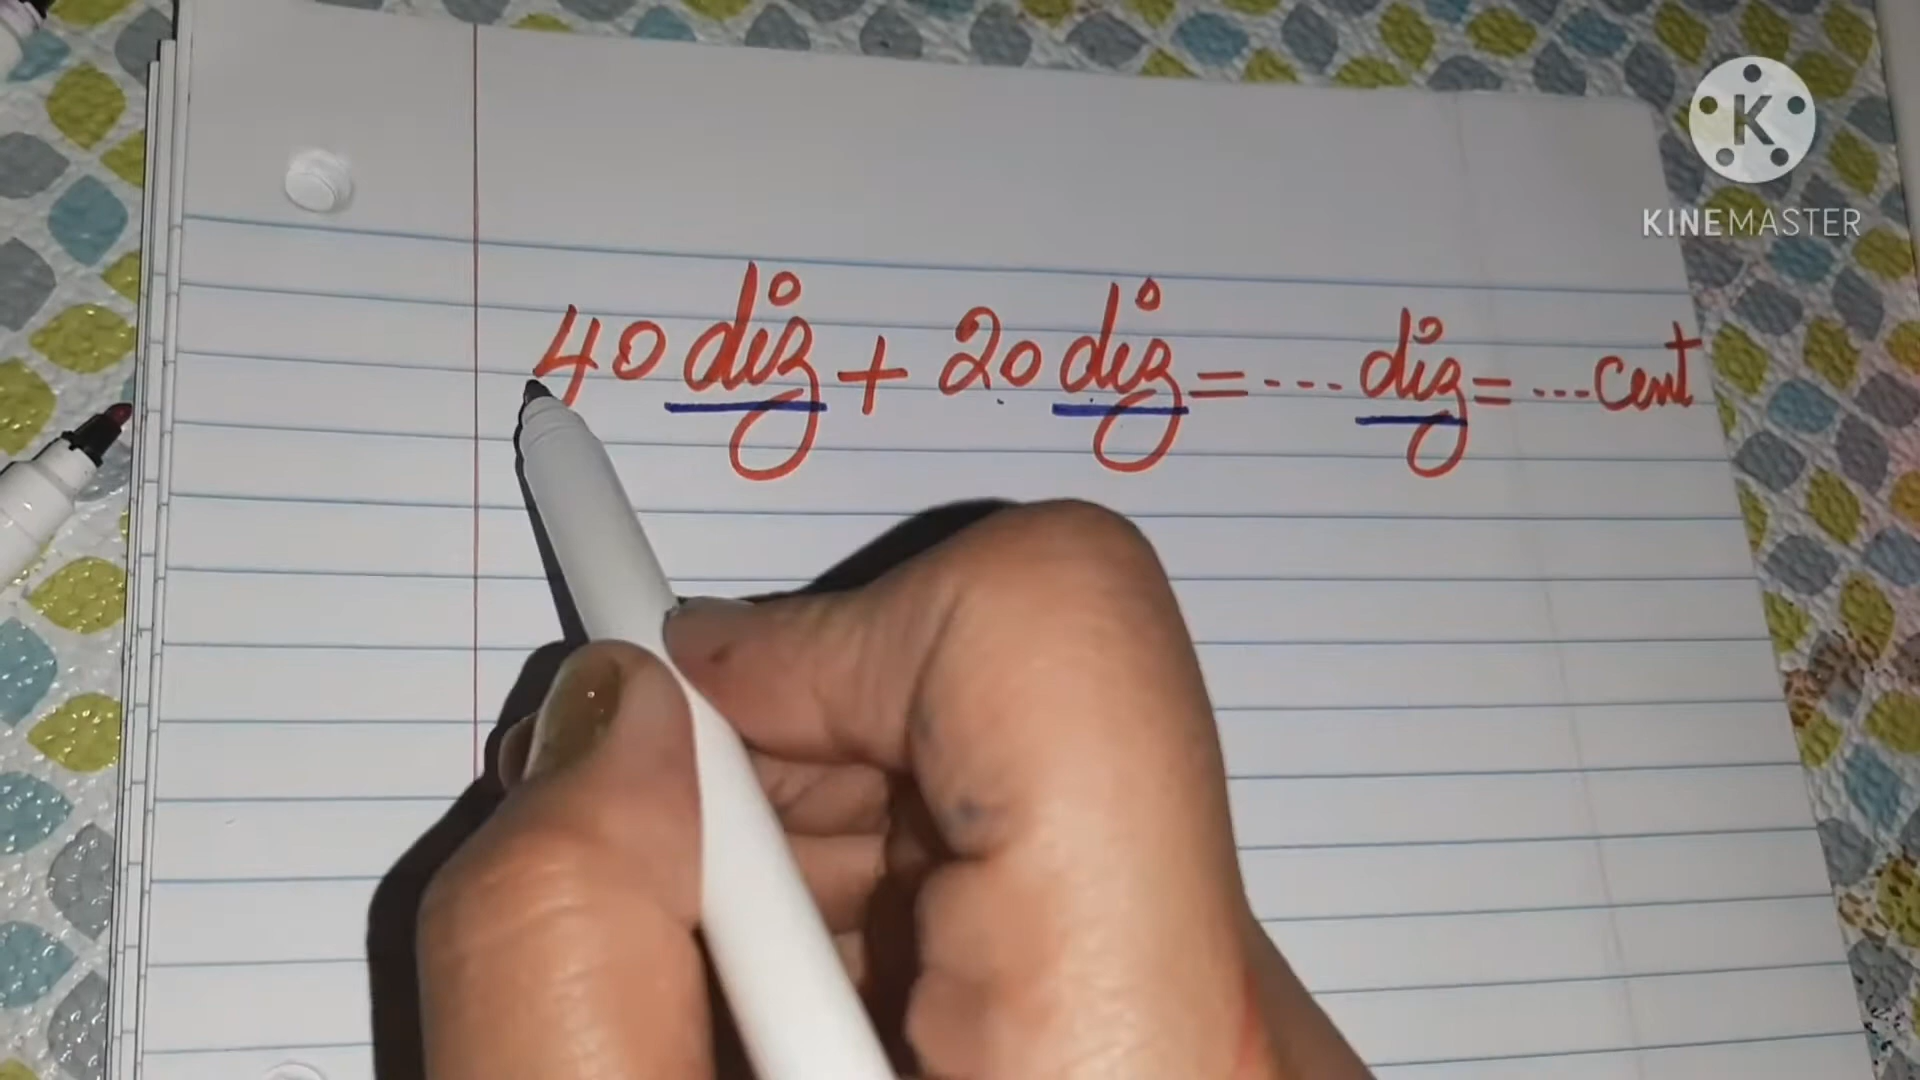 K
KINEMASTER
40 diz + 20 diz = ... diz = ... cent